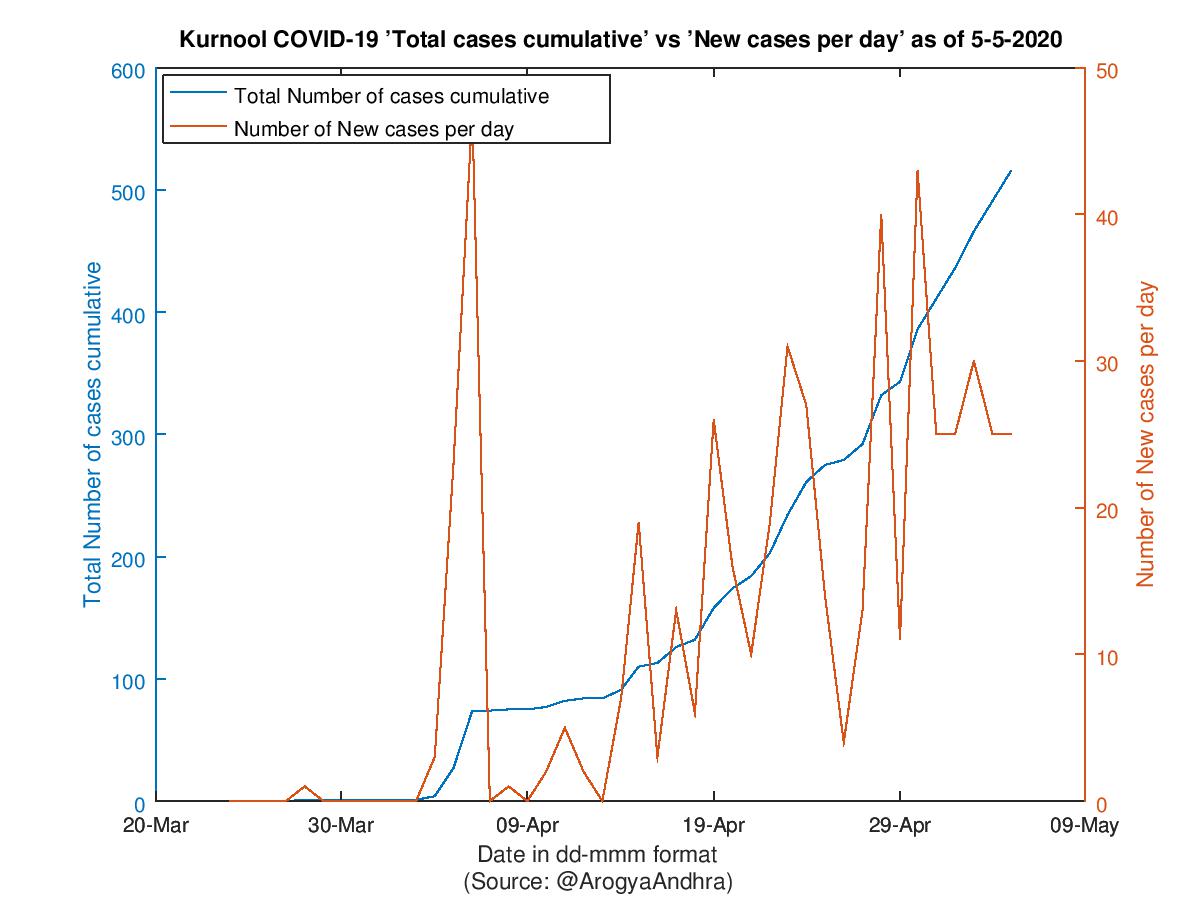 Kurnool COVID-19 ’Total cases cumulative’ vs ’New cases per day’ as of 5-5-2020
Total Number of cases cumulative
Number of New cases per day
600
500
400
300
200
100
0
Total Number of cases cumulative
50
40
30
20
10
0
Number of New cases per day
20-Mar 30-Mar 09-Apr 19-Apr 29-Apr 09-May
Date in dd-mmm format
(Source: @ArogyaAndhra)